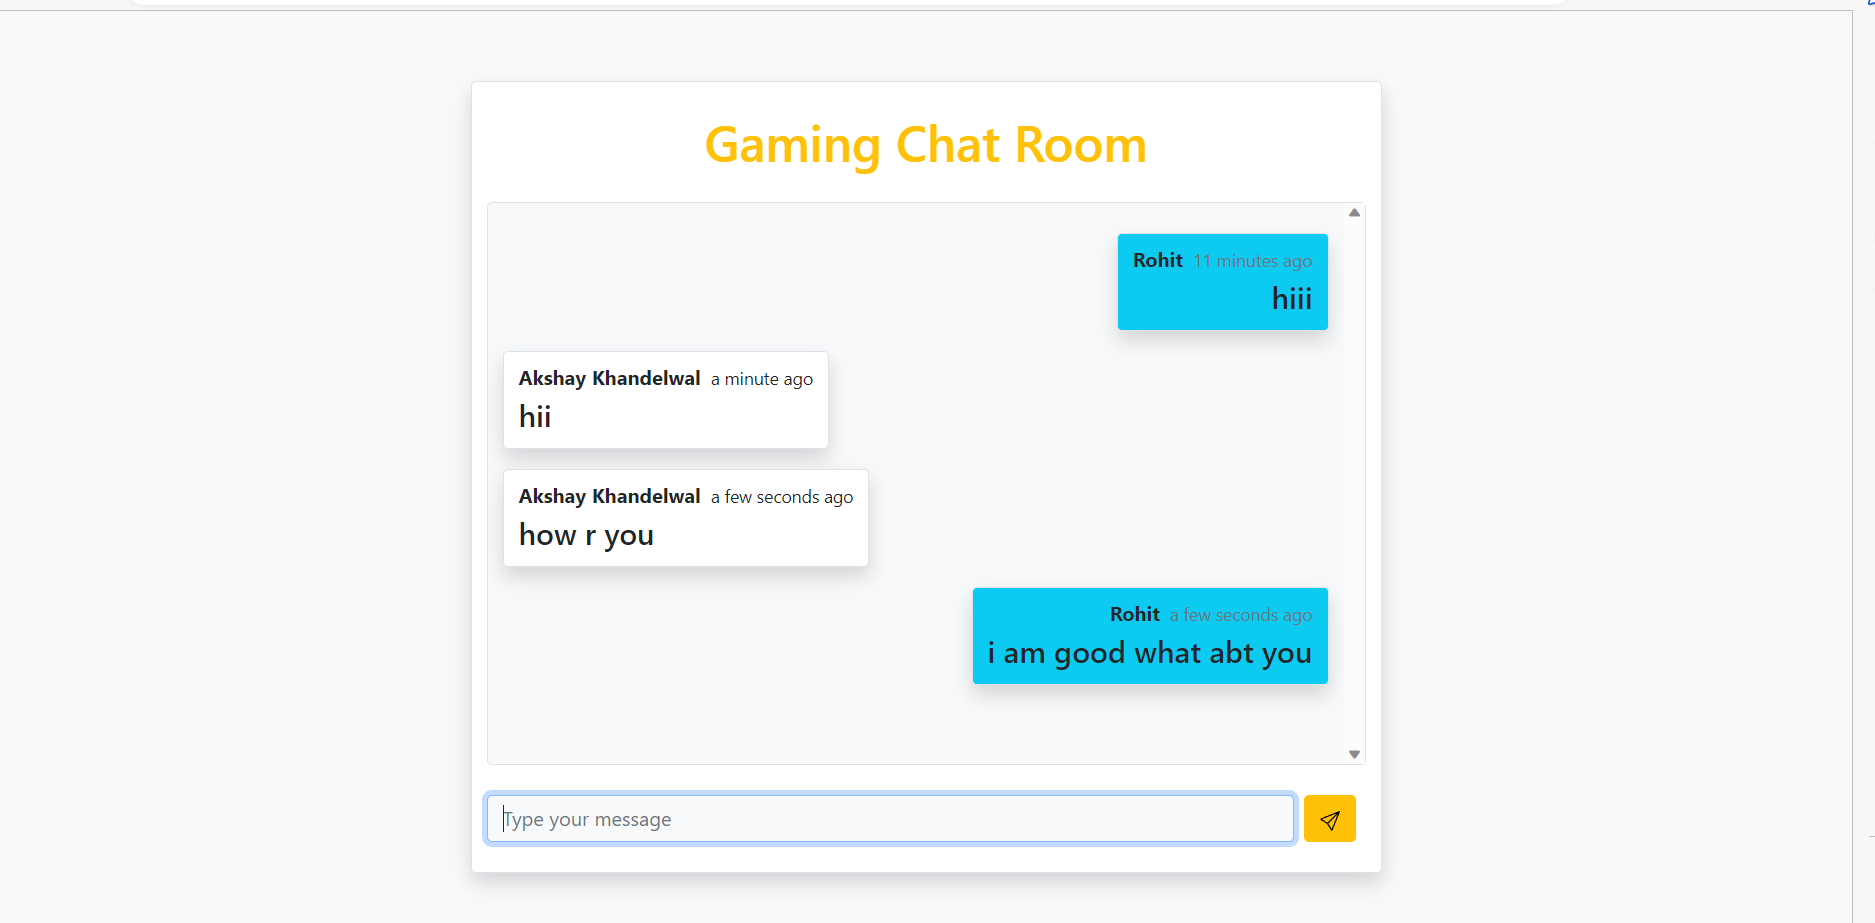 Gaming Chat Room
Rohit 11 minutes ago
hiii
Akshay Khandelwal a minute ago
hii
Akshay Khandelwal a few seconds ago
how r you
Rohit a few seconds ago
i am good what abt you
Type your message